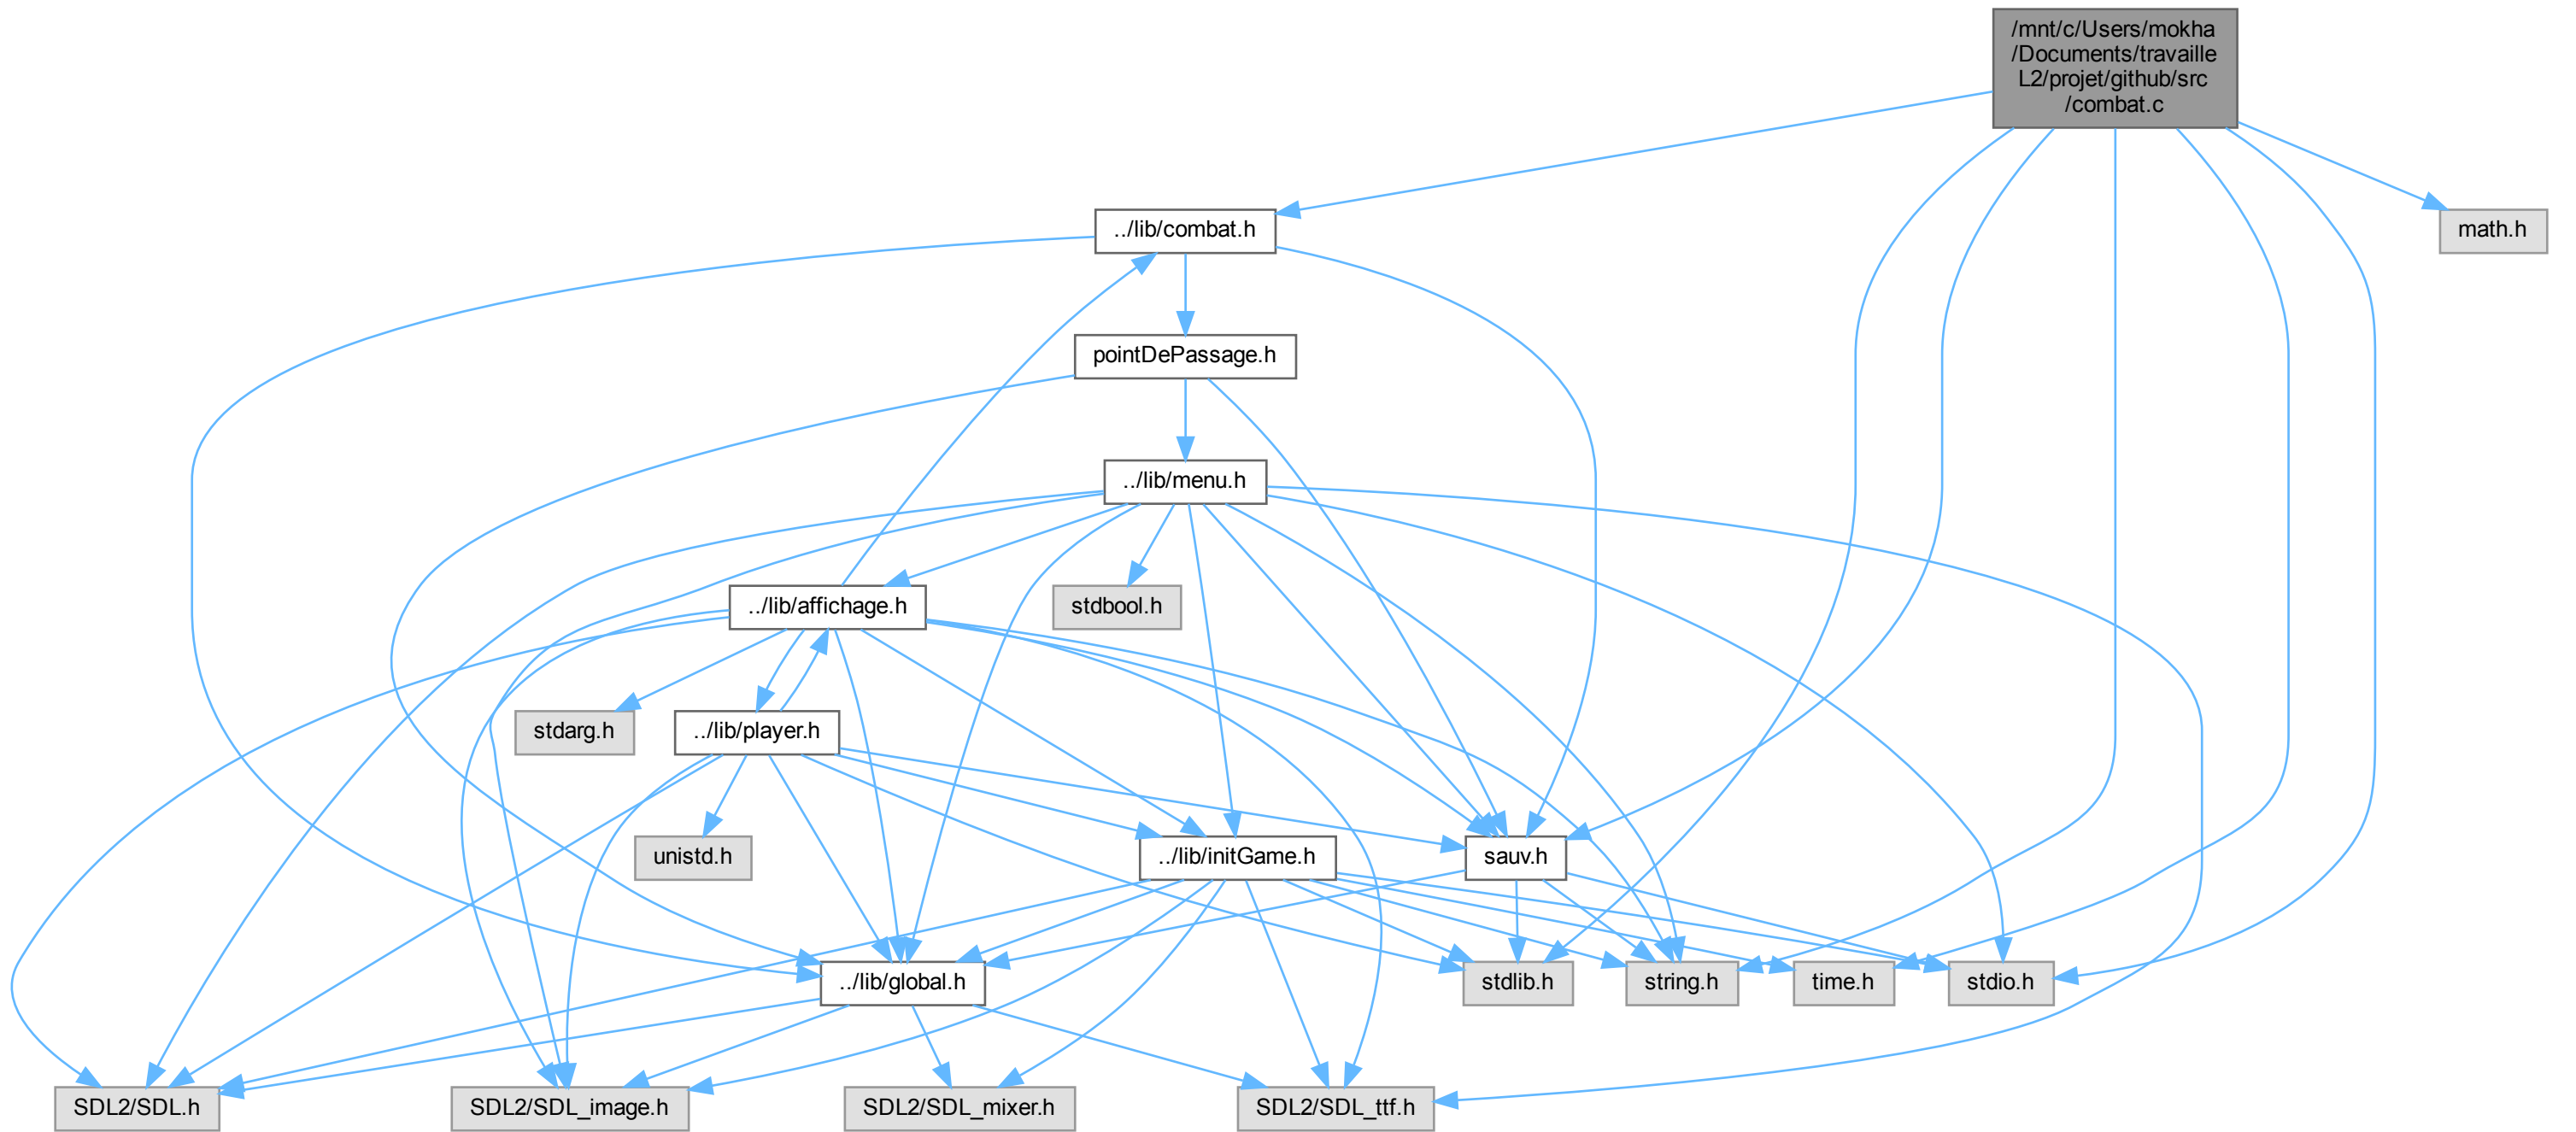 /mnt/c/Users/mokha
/Documents/travaille
L2/projet/github/src
/combat.c
../lib/combat.h
math.h
pointDePassage.h
../lib/menu.h
../lib/affichage.h
stdbool.h
stdarg.h
../lib/player.h
unistd.h
../lib/initGame.h
sauv.h
../lib/global.h
stdlib.h
string.h
time.h
stdio.h
SDL2/SDL.h
SDL2/SDL_image.h
SDL2/SDL_mixer.h
SDL2/SDL_ttf.h